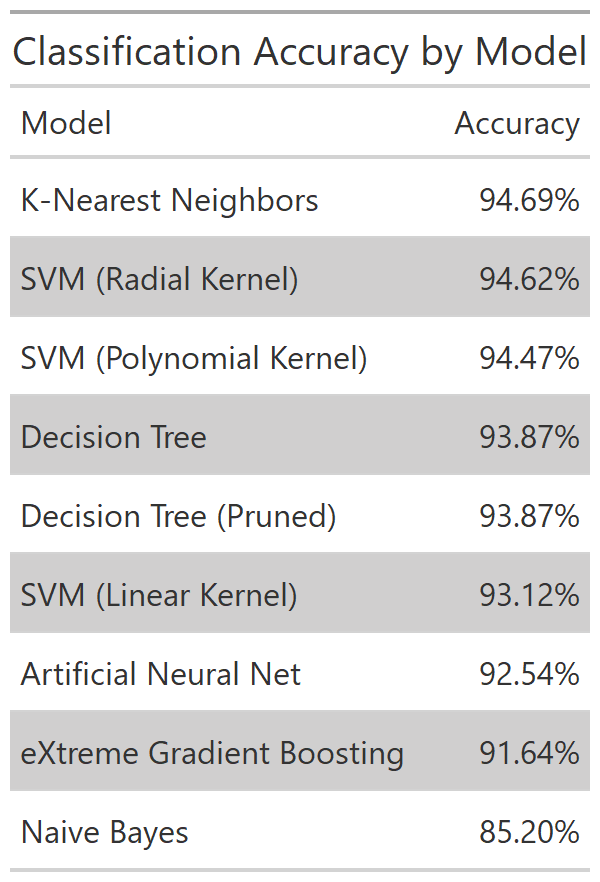 Classification Accuracy by Model
Model Accuracy
K-Nearest Neighbors 94.69%
SVM (Radial Kernel) 94.62%
SVM (Polynomial Kernel) 94.47%
Decision Tree 93.87%
Decision Tree (Pruned) 93.87%
SVM (Linear Kernel) 93.12%
Artificial Neural Net 92.54%
eXtreme Gradient Boosting 91.64%
Naive Bayes 85.20%